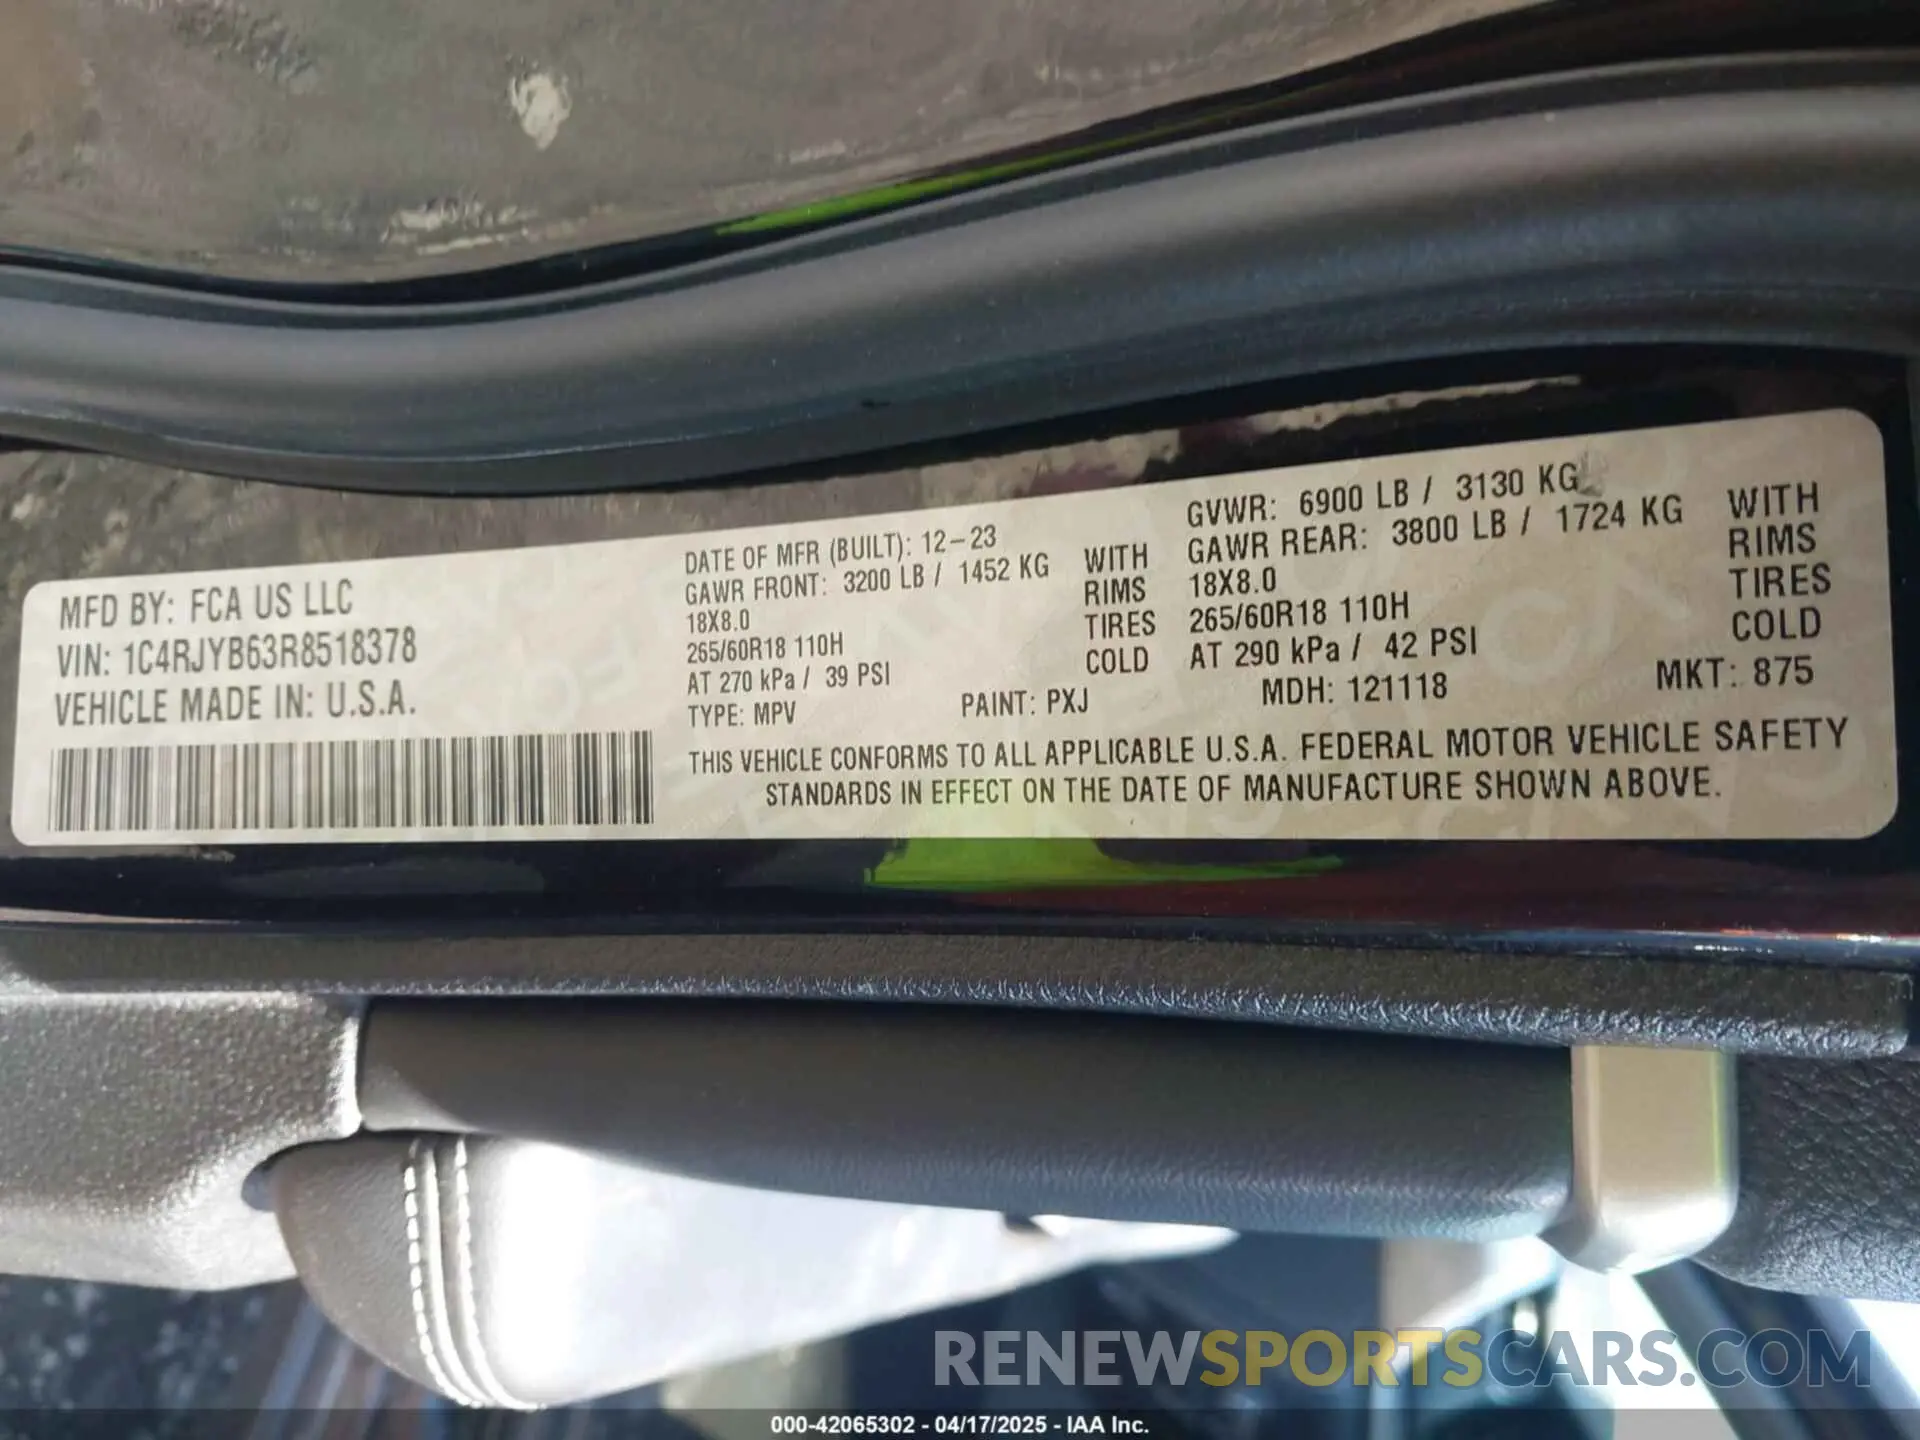 MFD BY: FCA US LLC
VIN: 1C4RJYB63R8518378
VEHICLE MADE IN: U.S.A.
DATE OF MFR (BUILT): 12-23
GAWR FRONT: 3200 LB / 1452 KG
18X8.0
265/60R18 110H
AT 270 kPa / 39 PSI
WITH
RIMS
TIRES
COLD
GVWR: 6900 LB / 3130 KG
GAWR REAR: 3800 LB / 1724 KG
18X8.0
265/60R18 110H
AT 290 kPa / 42 PSI
WITH
RIMS
TIRES
COLD
TYPE: MPV PAINT: PXJ MDH: 121118 MKT: 875
THIS VEHICLE CONFORMS TO ALL APPLICABLE U.S.A. FEDERAL MOTOR VEHICLE SAFETY
STANDARDS IN EFFECT ON THE DATE OF MANUFACTURE SHOWN ABOVE.
RENEWSPORTSCARS.COM
000-42065302 - 04/17/2025 - IAA Inc.